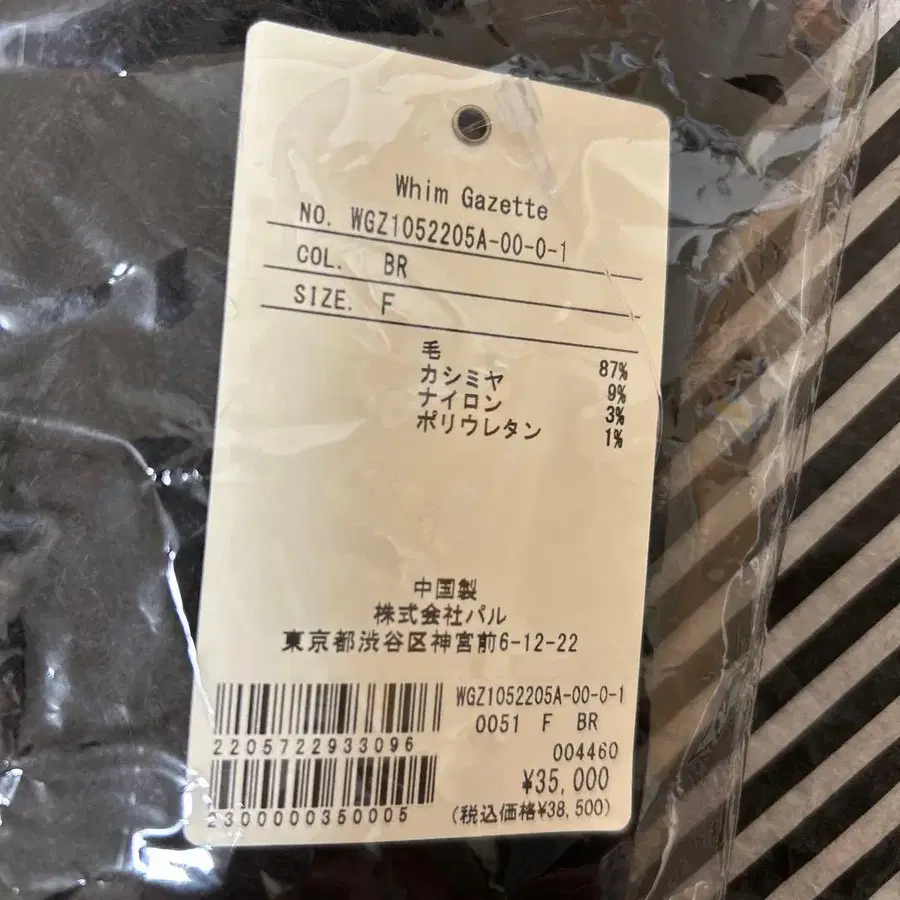 Whim Gazette
NO. WGZ1052205A-00-0-1
COL. BR
SIZE. F
毛 87%
カシミヤ 9%
ナイロン 3%
ポリウレタン 1%
中国製
株式会社パル
東京都渋谷区神宮前6-12-22
WGZ1052205A-00-0-1
0051 F BR
2205722933096
004460
¥35,000
2300000350005
(税込価格¥38,500)